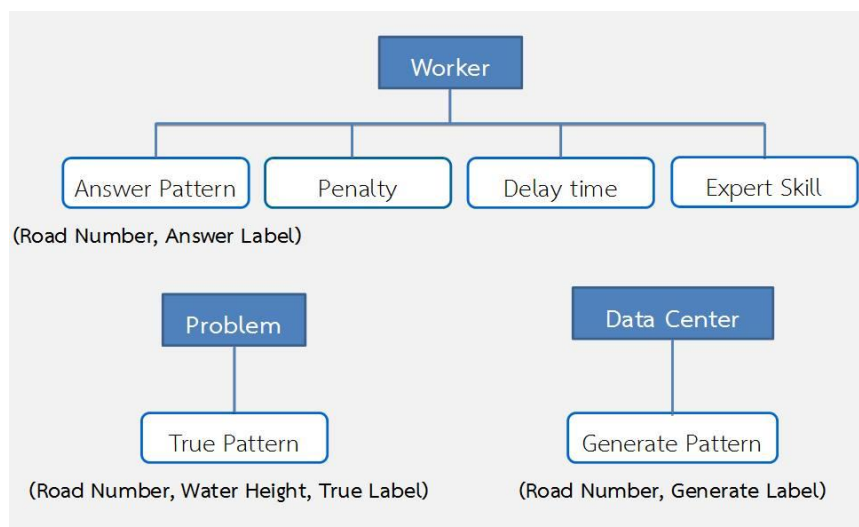 Worker
Answer Pattern
Penalty
Delay time
Expert Skill
(Road Number, Answer Label)
Problem
Data Center
True Pattern
Generate Pattern
(Road Number, Water Height, True Label)
(Road Number, Generate Label)